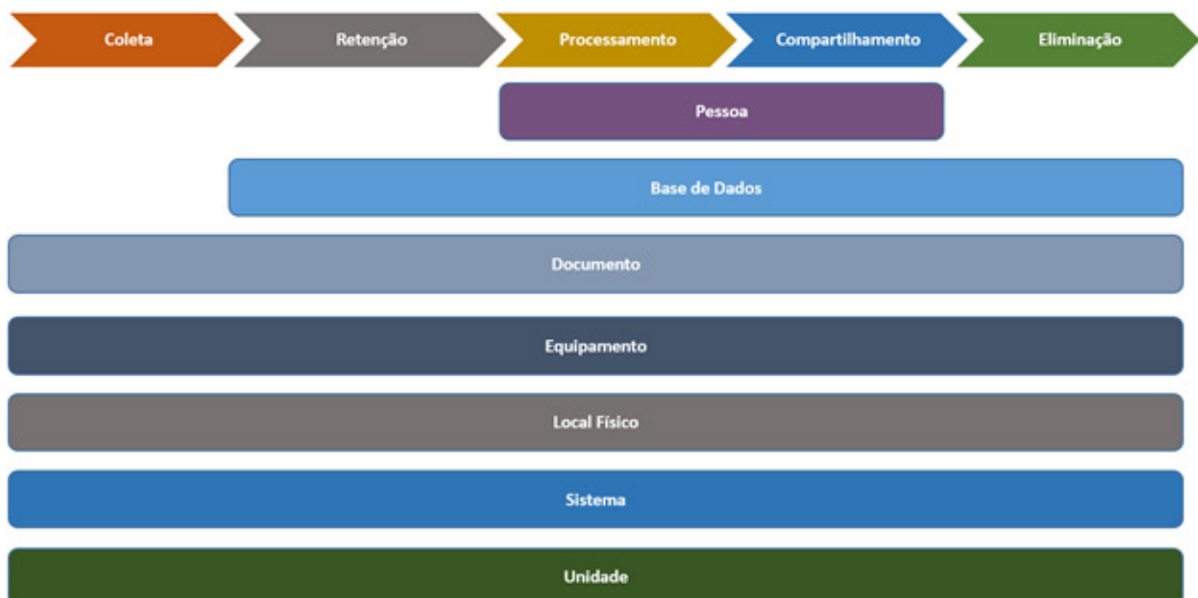 Coleta
Retenção
Processamento
Compartilhamento
Eliminação
Pessoa
Base de Dados
Documento
Equipamento
Local Físico
Sistema
Unidade